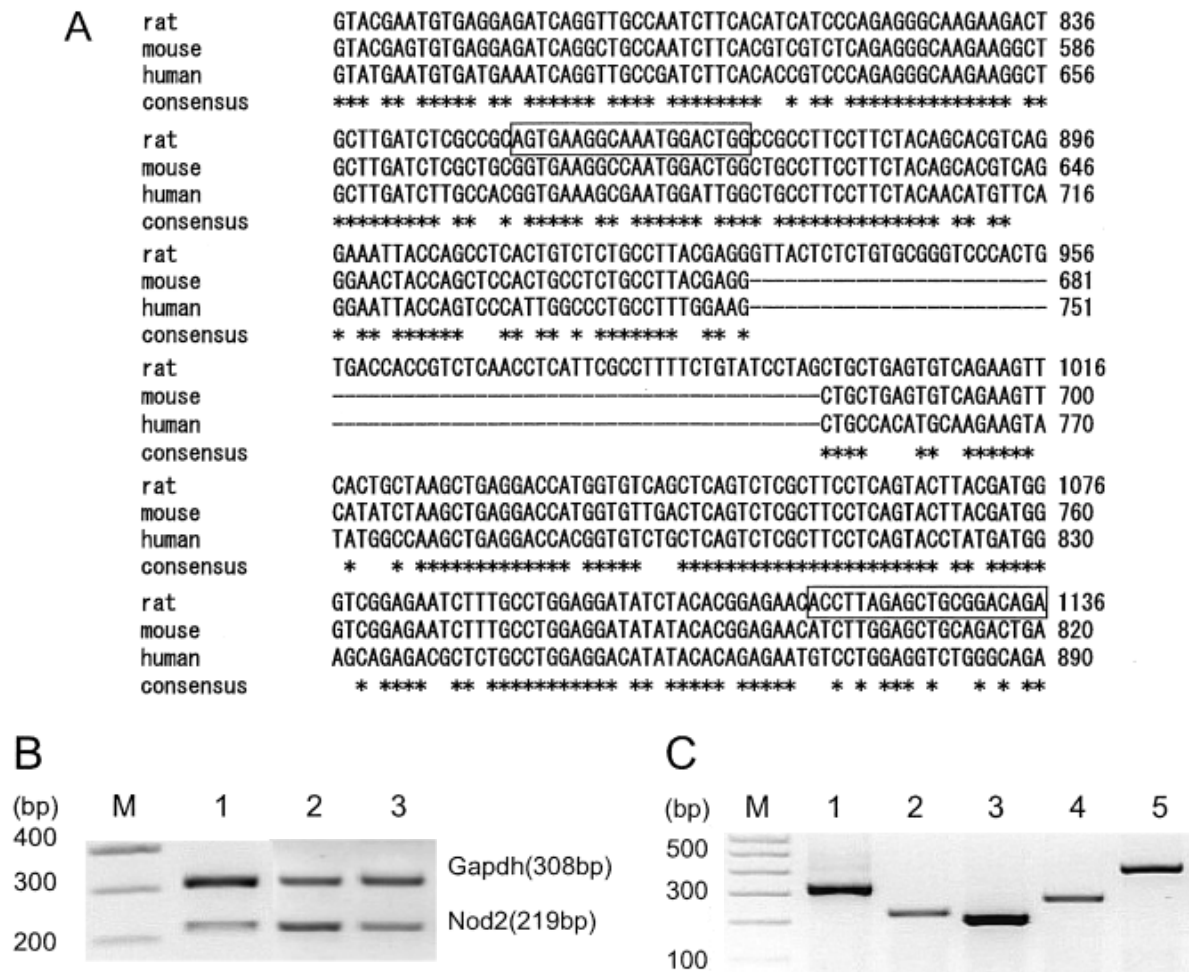 A
rat GTACGAATGTGAGGAGATCAGGTTGCCAATCTTCACATCATCCCAGAGGGCAAGAAGACT 836
mouse GTACGAGTGTGAGGAGATCAGGCTGCCAATCTTCACGTCGTCTCAGAGGGCAAGAAGGCT 586
human GTATGAATGTGATGAAATCAGGTTGCCGATCTTCACACCGTCCCAGAGGGCAAGAAGGCT 656
consensus *** ** ***** ** ****** **** ********  * ** ************** **
rat GCTTGATCTCGCCGCAGTGAAGGCAAATGGACTGGCCGCCTTCCTTCTACAGCACGTCAG 896
mouse GCTTGATCTCGCTGCGGTGAAGGCAAATGGACTGGCTGCCTTCCTTCTACAGCACGTCAG 646
human GCTTGATCTTGCCACGGTGAAAGCGAATGGATTGGCTGCCTTCCTTCTACAACATGTTCA 716
consensus ********* **  * ***** ** ****** **** ************** ** **
rat GAAATTACCAGCCTCACTGTCTCTGCCTTACGAGGGTTACTCTCTGTGCGGGTCCCACTG 956
mouse GGAACTACCAGCTCCACTGCCTCTGCCTTACGAGG------------------------- 681
human GGAATTACCAGTCCCATTGGCCCTGCCTTTGGAAG------------------------- 751
consensus * ** ******   ** ** * *******  ** *
rat TGACCACCGTCTCAACCTCATTCGCCTTTTCTGTATCCTAGCTGCTGAGTGTCAGAAGTT 1016
mouse -----------------------------------------CTGCTGAGTGTCAGAAGTT 700
human -----------------------------------------CTGCCACATGCAAGAAGTA 770
consensus ****    **  ******
rat CACTGCTAAGCTGAGGACCATGGTGTCAGCTCAGTCTCGCTTCCTCAGTACTTACGATGG 1076
mouse CATATCTAAGCTGAGGACCATGGTGTTGACTCAGTCTCGCTTCCTCAGTACTTACGATGG 760
human TATGGCCAAGCTGAGGACCACGGTGTCTGCTCAGTCTCGCTTCCTCAGTACCTATGATGG 830
consensus *   * ************* *****   ********************** ** *****
rat GTCGGAGAATCTTTGCCTGGAGGATATCTACACGGAGAACACCTTAGAGCTGCGGACAGA 1136
mouse GTCGGAGAATCTTTGCCTGGAGGATATATACACGGAGAACATCTTGGAGCTGCAGACTGA 820
human AGCAGAGACGCTCTGCCTGGAGGACATATACACAGAGAATGTCCTGGAGGTCTGGGCAGA 890
consensus * ****  ** ************ ** ***** *****   * * *** *   * * **
B
(bp) M 1 2 3
400
300 Gapdh(308bp)
200 Nod2(219bp)
C
(bp) M 1 2 3 4 5
500
300
100